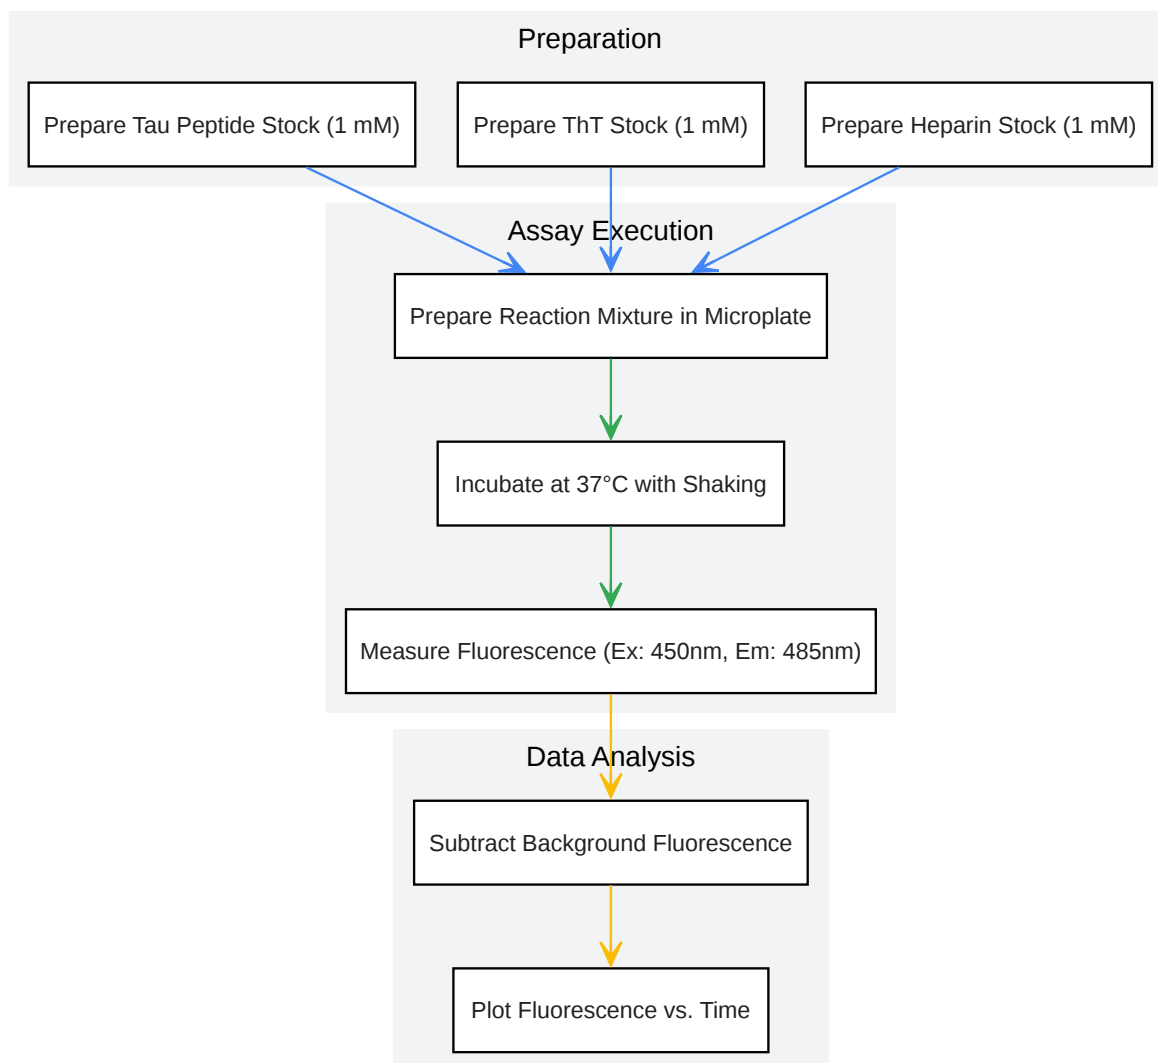 Preparation
Prepare Tau Peptide Stock (1 mM)
Prepare ThT Stock (1 mM)
Prepare Heparin Stock (1 mM)
Assay Execution
Prepare Reaction Mixture in Microplate
Incubate at 37°C with Shaking
Measure Fluorescence (Ex: 450nm, Em: 485nm)
Data Analysis
Subtract Background Fluorescence
Plot Fluorescence vs. Time